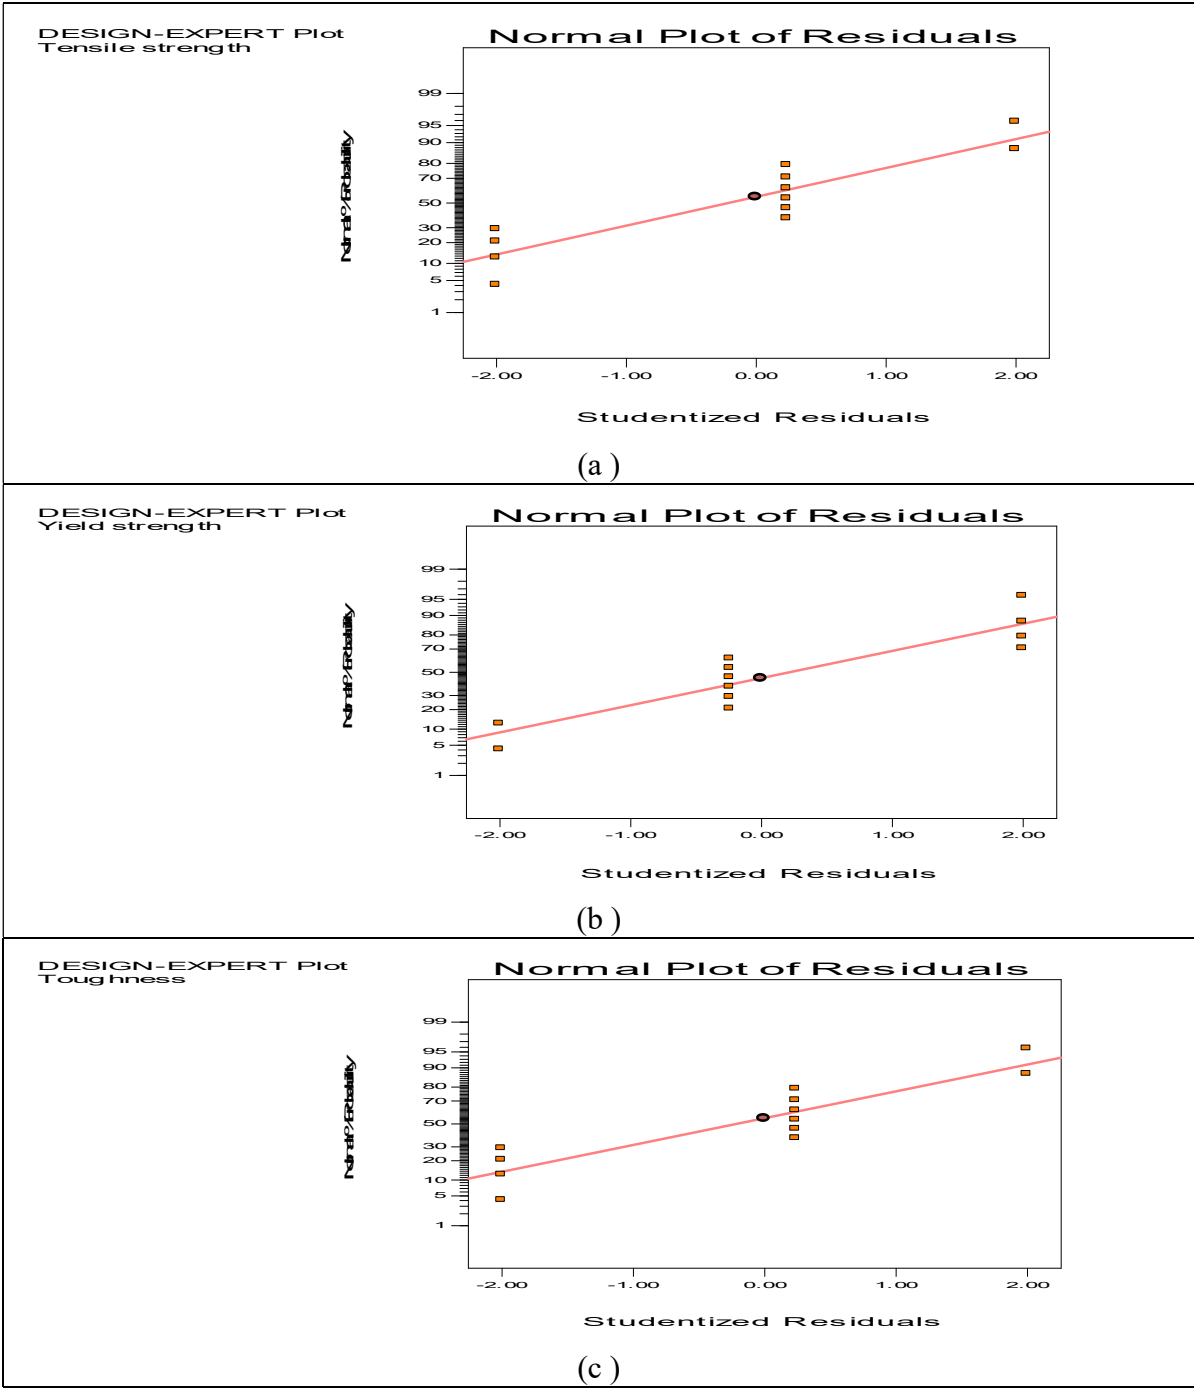 DESIGN-EXPERT Plot
Tensile strength
Normal Plot of Residuals
99
95
90
80
70
50
30
20
10
5
1
-2.00 -1.00 0.00 1.00 2.00
Studentized Residuals
(a )
DESIGN-EXPERT Plot
Yield strength
Normal Plot of Residuals
99
95
90
80
70
50
30
20
10
5
1
-2.00 -1.00 0.00 1.00 2.00
Studentized Residuals
(b )
DESIGN-EXPERT Plot
Toughness
Normal Plot of Residuals
99
95
90
80
70
50
30
20
10
5
1
-2.00 -1.00 0.00 1.00 2.00
Studentized Residuals
(c )